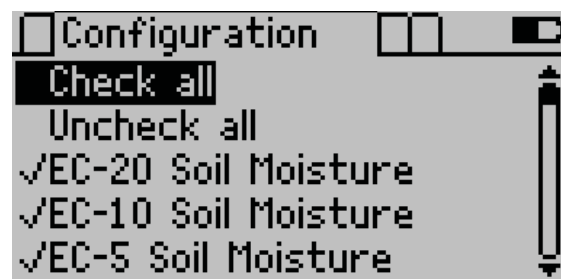 Configuration
Check all
Uncheck all
✓EC-20 Soil Moisture
✓EC-10 Soil Moisture
✓EC-5 Soil Moisture